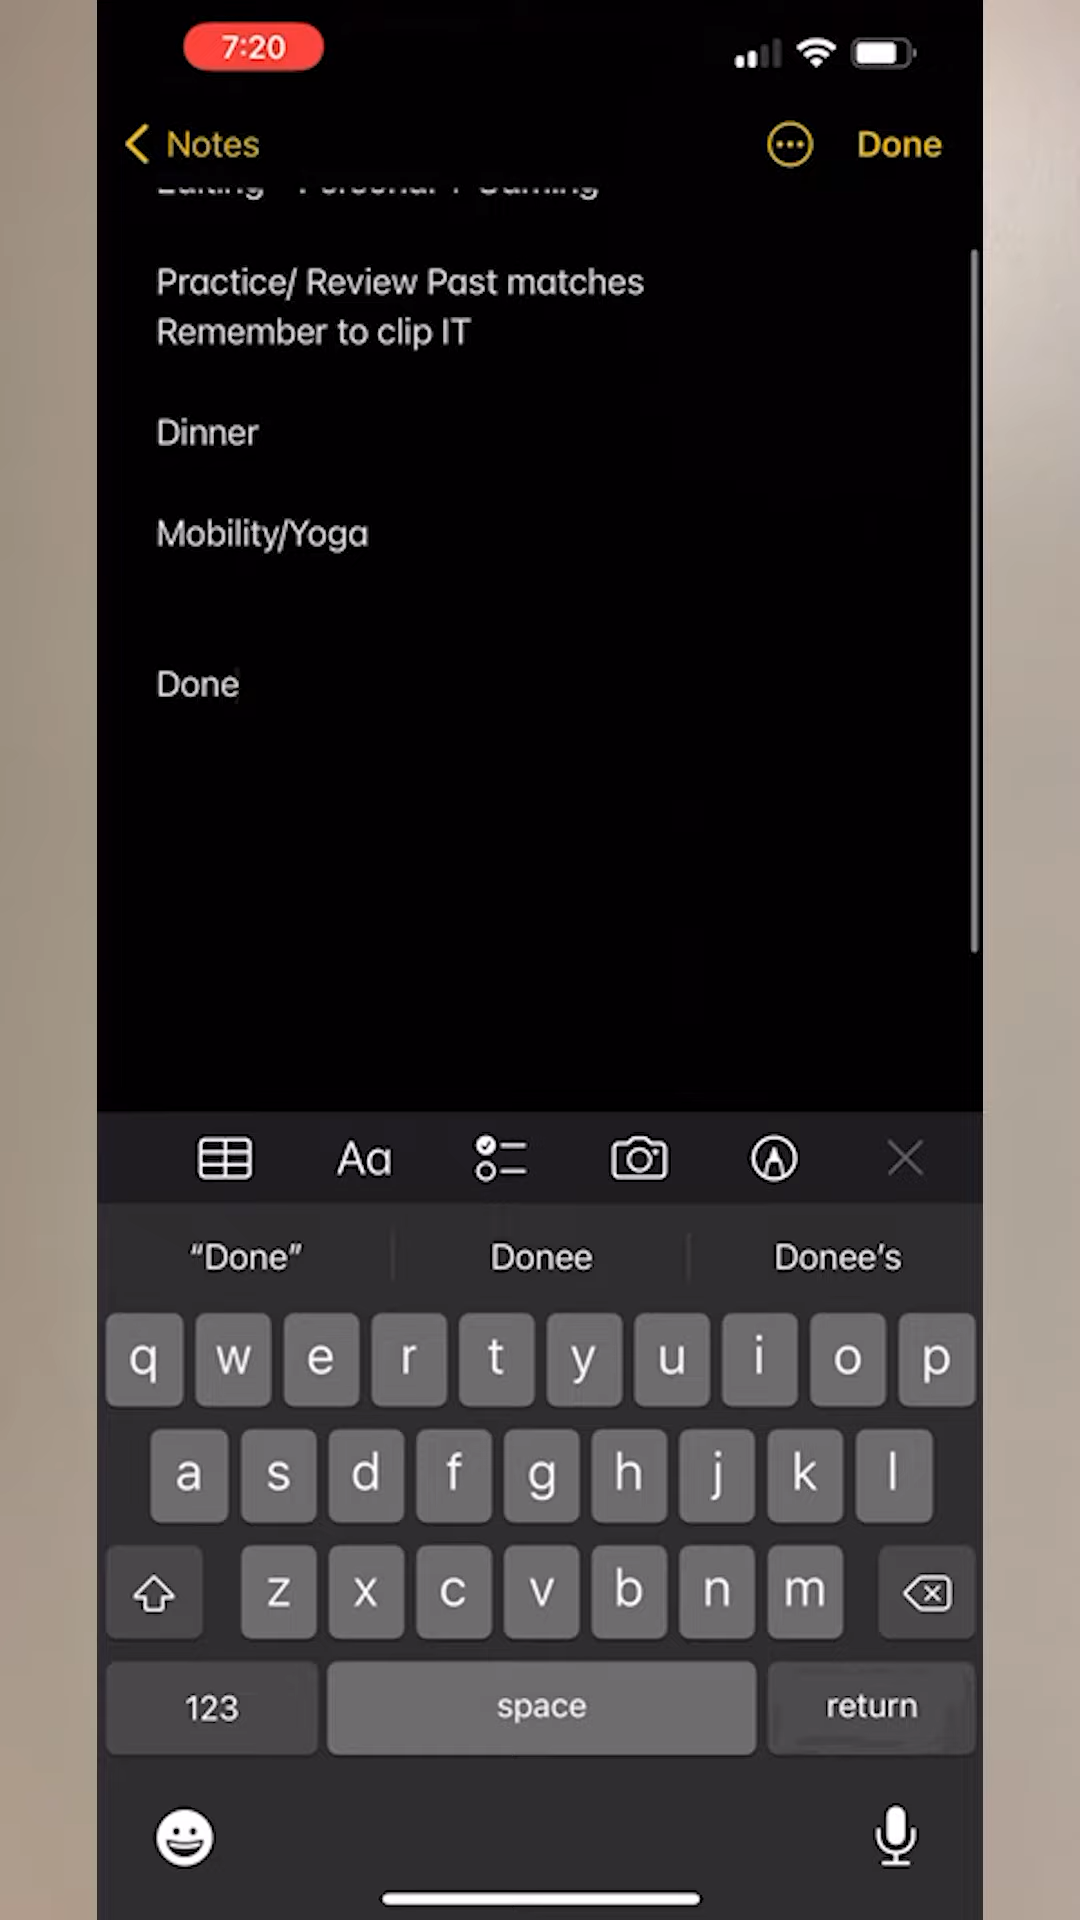 7:20
Notes
Done
Practice/ Review Past matches
Remember to clip IT
Dinner
Mobility/Yoga
Done
Aa
“Done”
Donee
Donee’s
q w e r t y u i o p
a s d f g h j k l
z x c v b n m
123
space
return